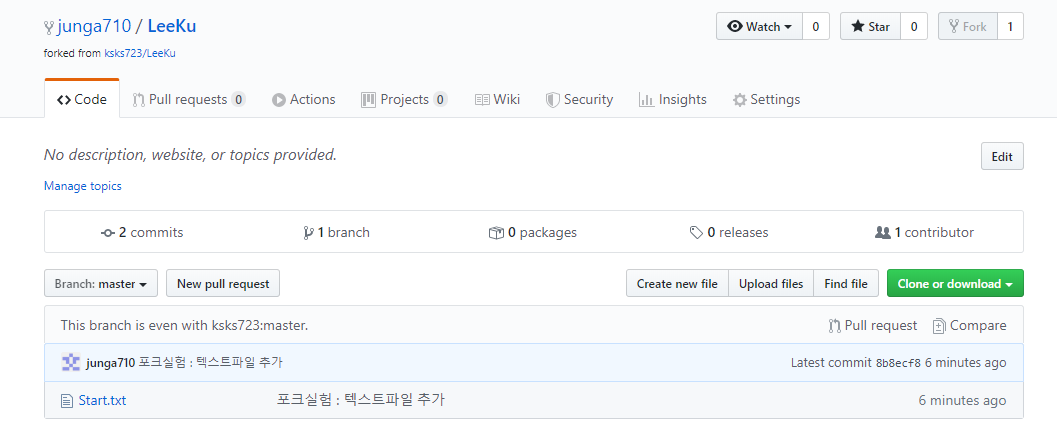 junga710 / LeeKu Watch 0 Star 0 Fork 1
forked from ksks723/LeeKu
Code Pull requests 0 Actions Projects 0 Wiki Security Insights Settings
No description, website, or topics provided. Edit
Manage topics
2 commits 1 branch 0 packages 0 releases 1 contributor
Branch: master New pull request Create new file Upload files Find file Clone or download
This branch is even with ksks723:master. Pull request Compare
junga710 포크실험 : 텍스트파일 추가 Latest commit 8b8ecf8 6 minutes ago
Start.txt 포크실험 : 텍스트파일 추가 6 minutes ago